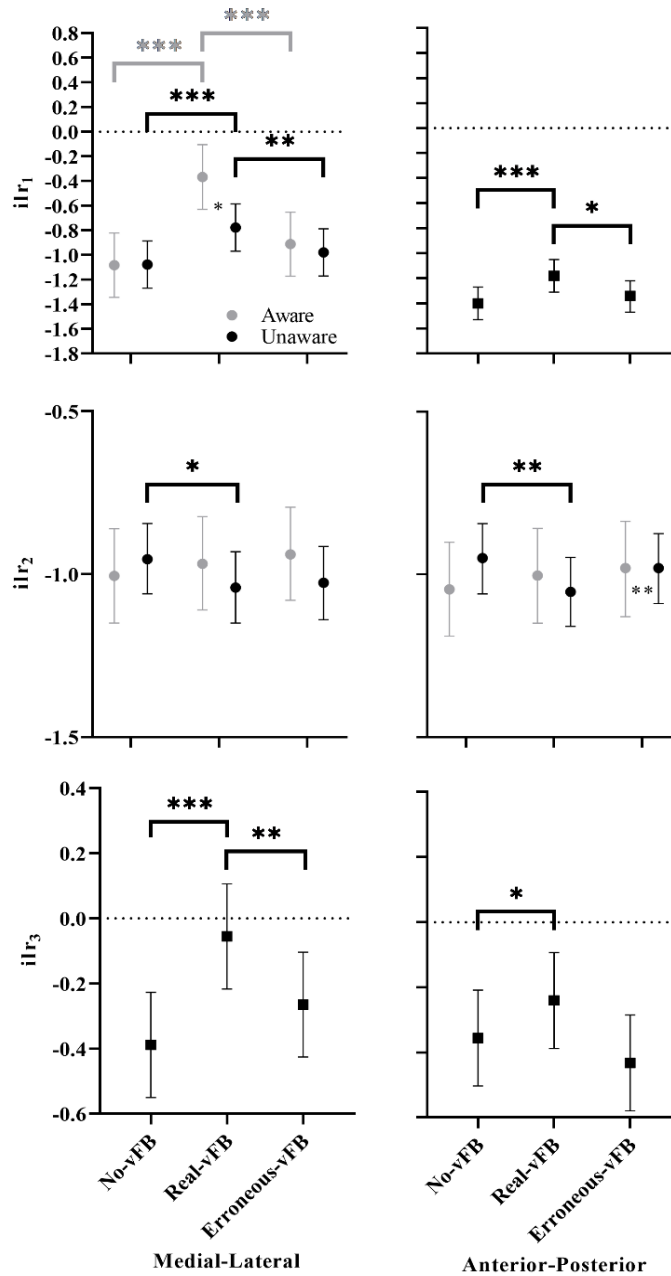 ***
***
0.8
0.6
0.4
0.2
0.0
-0.2
-0.4
-0.6
-0.8
-1.0
-1.2
-1.4
-1.6
-1.8
ilr1
***
**
*
Aware
Unaware
***
*
-0.5
-1.0
-1.5
ilr2
*
**
**
0.4
0.2
0.0
-0.2
-0.4
-0.6
ilr3
***
**
*
No-vFB
Real-vFB
Erroneous-vFB
Medial-Lateral
No-vFB
Real-vFB
Erroneous-vFB
Anterior-Posterior